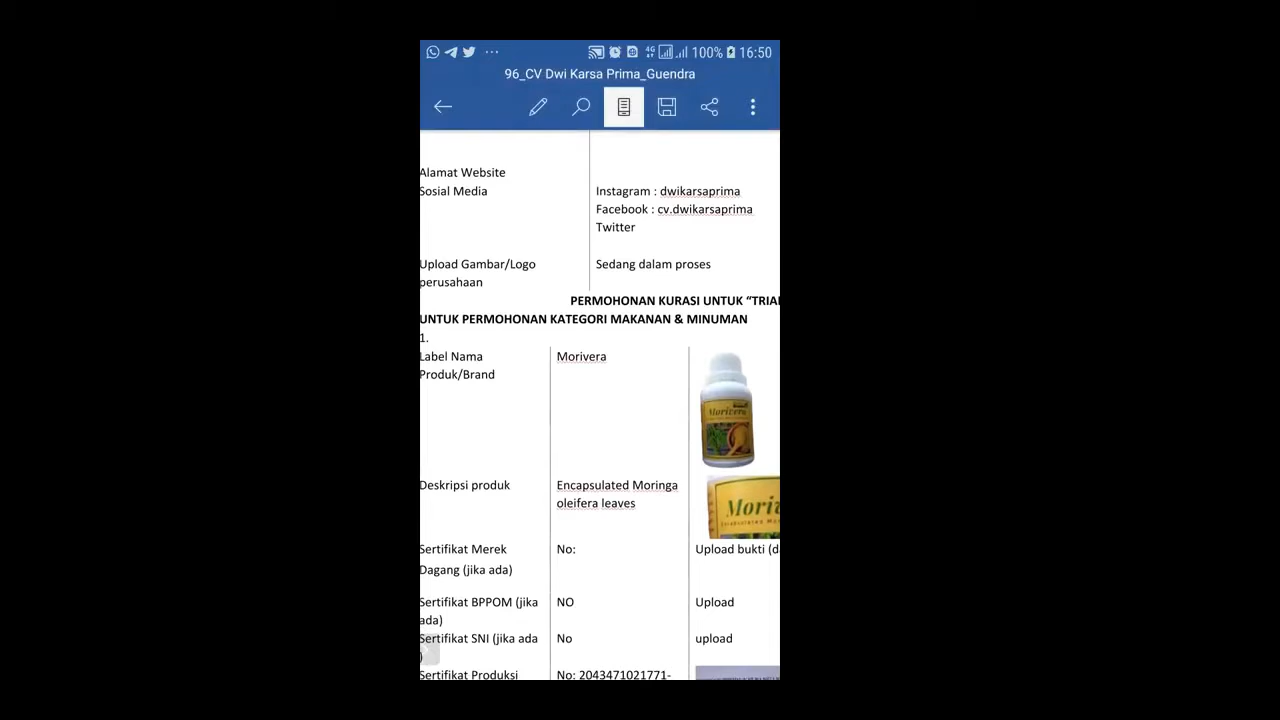 100% 16:50
96_CV Dwi Karsa Prima_Guendra
Alamat Website
Sosial Media
Instagram : dwikarsaprima
Facebook : cv.dwikarsaprima
Twitter
Upload Gambar/Logo
perusahaan
Sedang dalam proses
PERMOHONAN KURASI UNTUK “TRIA
UNTUK PERMOHONAN KATEGORI MAKANAN & MINUMAN
1.
Label Nama
Produk/Brand
Morivera
Morivera
Deskripsi produk
Encapsulated Moringa
oleifera leaves
Sertifikat Merek
Dagang (jika ada)
No:
Upload bukti (da
Sertifikat BPPOM (jika
ada)
NO
Upload
Sertifikat SNI (jika ada
)
No
upload
Sertifikat Produksi
No: 2043471021771-